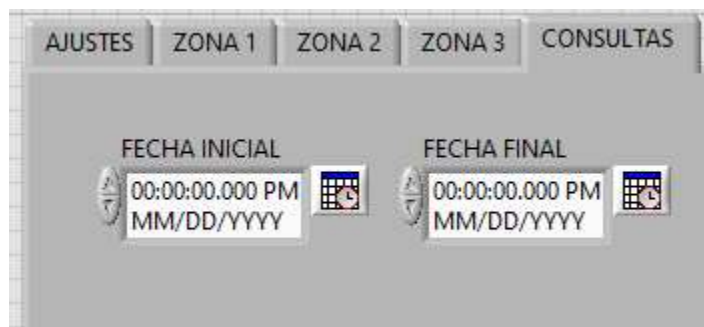 AJUSTES ZONA 1 ZONA 2 ZONA 3 CONSULTAS
FECHA INICIAL FECHA FINAL
00:00:00.000 PM 00:00:00.000 PM
MM/DD/YYYY MM/DD/YYYY